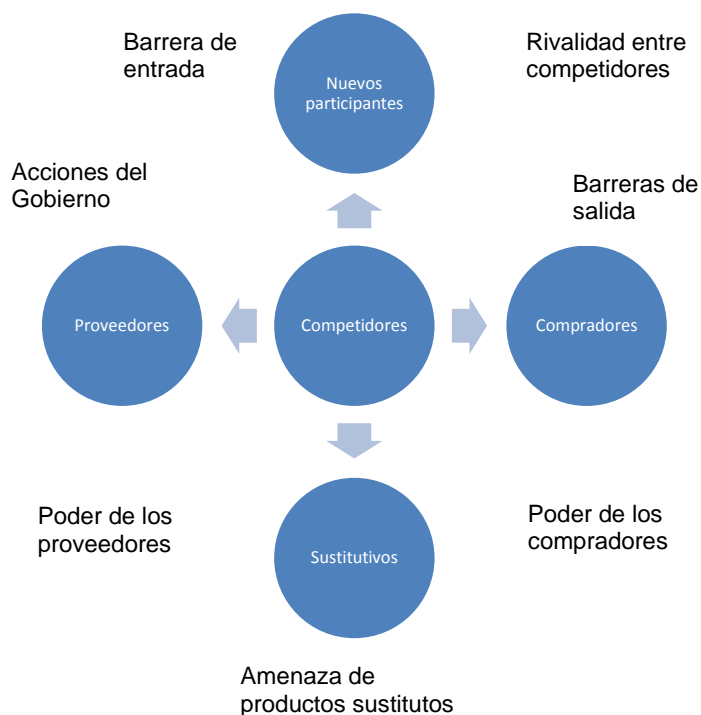 Barrera de
entrada
Nuevos
participantes
Rivalidad entre
competidores
Acciones del
Gobierno
Barreras de
salida
Proveedores
Competidores
Compradores
Poder de los
proveedores
Sustitutivos
Poder de los
compradores
Amenaza de
productos sustitutos